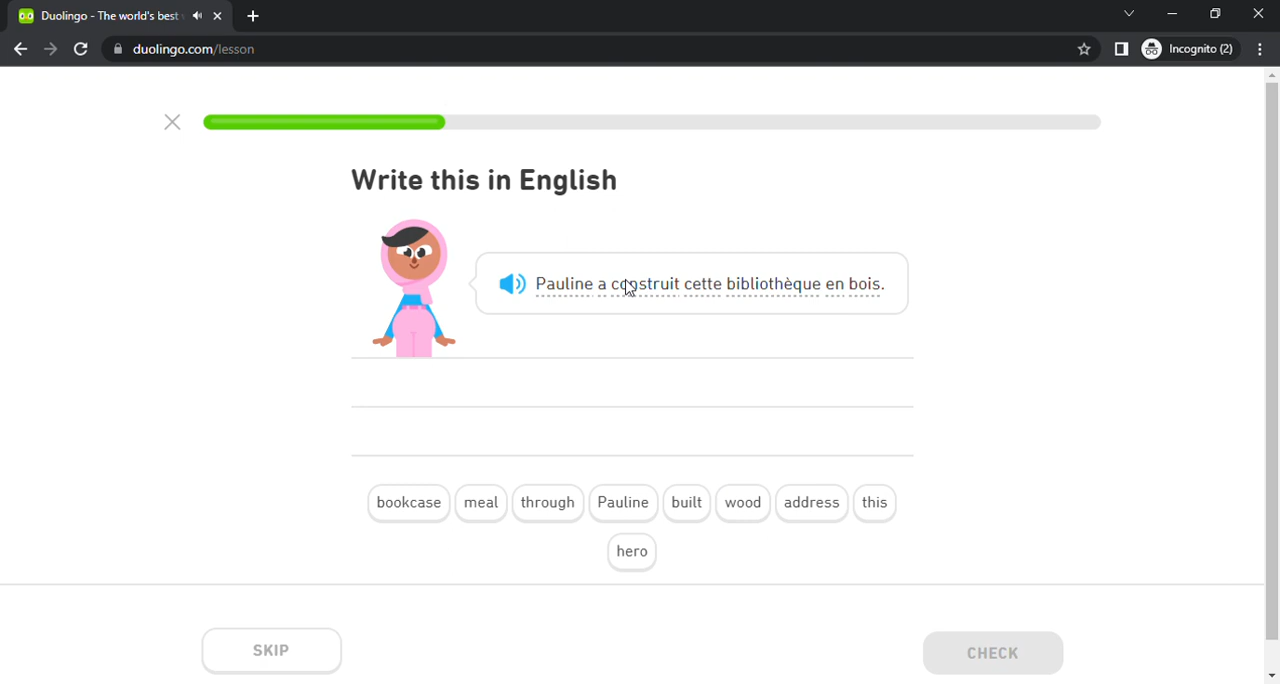 Duolingo - The world's best
duolingo.com/lesson
Incognito (2)
Write this in English
Pauline a construit cette bibliothèque en bois.
bookcase meal through Pauline built wood address this
hero
SKIP
CHECK